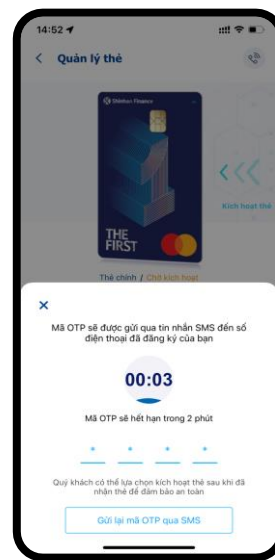 14:52
Quản lý thẻ
Shinhan Finance
THE
FIRST
Kích hoạt thẻ
Thẻ chính / Chờ kích hoạt
Mã OTP sẽ được gửi qua tin nhắn SMS đến số
điện thoại đã đăng ký của bạn
00:03
Mã OTP sẽ hết hạn trong 2 phút
* * * *
Quý khách có thể lựa chọn kích hoạt thẻ sau khi đã
nhận thẻ để đảm bảo an toàn
Gửi lại mã OTP qua SMS